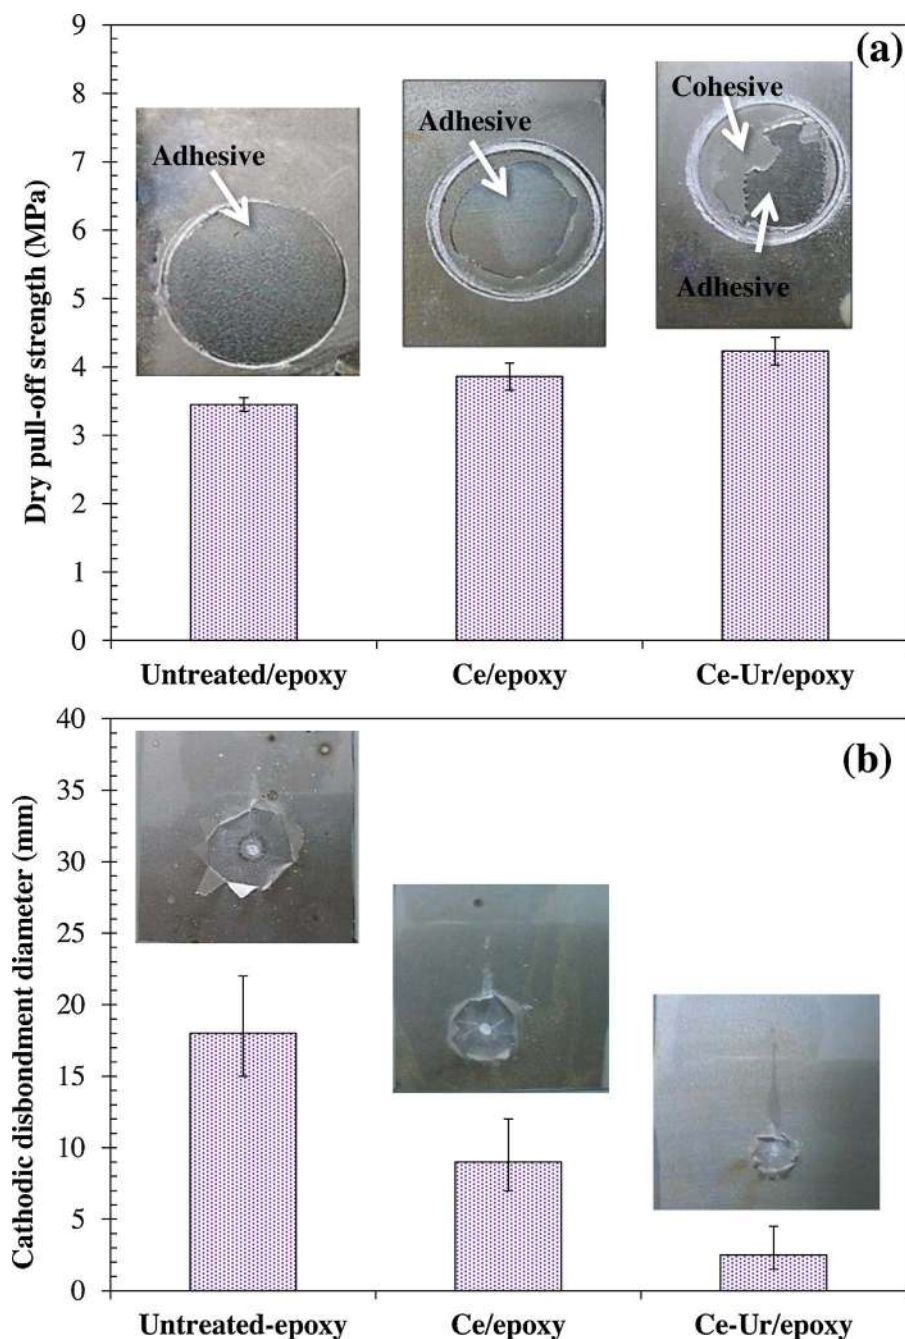 (a)
Dry pull-off strength (MPa)
9
8
7
6
5
4
3
2
1
0
Adhesive
Adhesive
Cohesive
Adhesive
Untreated/epoxy
Ce/epoxy
Ce-Ur/epoxy
(b)
Cathodic disbondment diameter (mm)
40
35
30
25
20
15
10
5
0
Untreated-epoxy
Ce/epoxy
Ce-Ur/epoxy